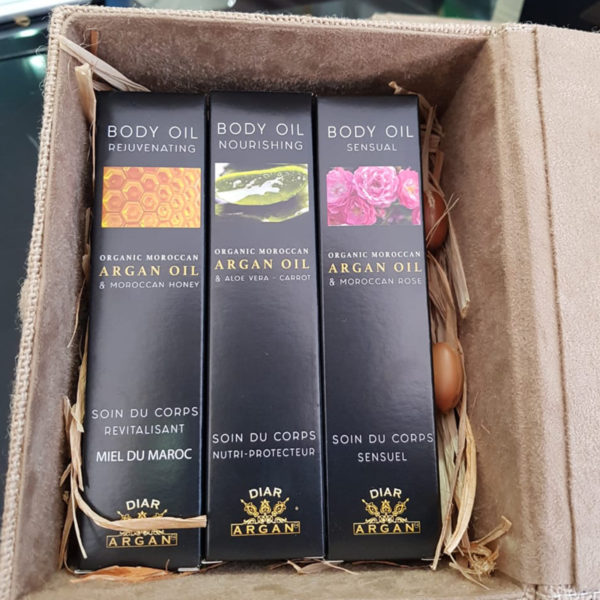 BODY OIL
REJUVENATING
ORGANIC MOROCCAN
ARGAN OIL
& MOROCCAN HONEY
SOIN DU CORPS
REVITALISANT
MIEL DU MAROC
DIAR
ARGAN
BODY OIL
NOURISHING
ORGANIC MOROCCAN
ARGAN OIL
& ALOE VERA - CARROT
SOIN DU CORPS
NUTRI-PROTECTEUR
DIAR
ARGAN
BODY OIL
SENSUAL
ORGANIC MOROCCAN
ARGAN OIL
& MOROCCAN ROSE
SOIN DU CORPS
SENSUEL
DIAR
ARGAN